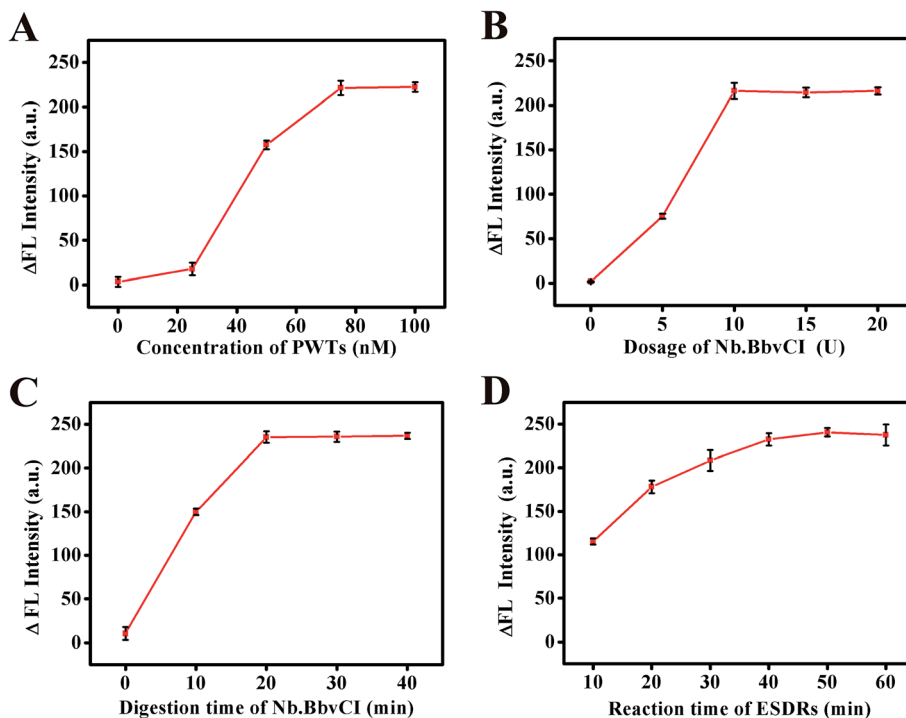 A
250
200
150
100
50
0
ΔFL Intensity (a.u.)
0 20 40 60 80 100
Concentration of PWTs (nM)
B
250
200
150
100
50
0
ΔFL Intensity (a.u.)
0 5 10 15 20
Dosage of Nb.BbvCI (U)
C
250
200
150
100
50
0
Δ FL Intensity (a.u.)
0 10 20 30 40
Digestion time of Nb.BbvCI (min)
D
250
200
150
100
50
0
ΔFL Intensity (a.u.)
10 20 30 40 50 60
Reaction time of ESDRs (min)